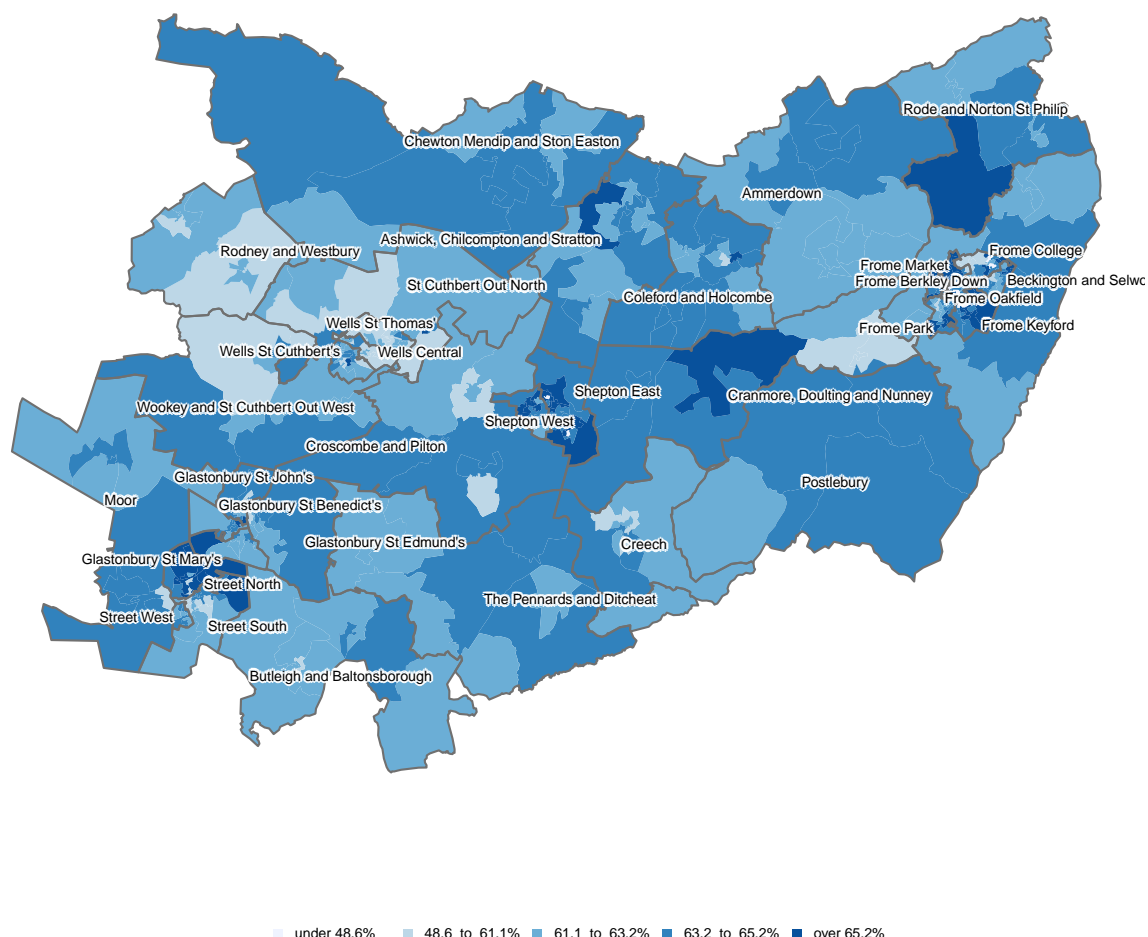 Rode and Norton St Philip
Chewton Mendip and Ston Easton
Ammerdown
Ashwick, Chilcompton and Stratton
Rodney and Westbury
Frome College
Frome Market
St Cuthbert Out North
Frome Berkley Down
Beckington and Selwo
Coleford and Holcombe
Frome Oakfield
Wells St Thomas'
Frome Park
Frome Keyford
Wells St Cuthbert's
Wells Central
Shepton East
Cranmore, Doulting and Nunney
Wookey and St Cuthbert Out West
Shepton West
Croscombe and Pilton
Glastonbury St John's
Postlebury
Moor
Glastonbury St Benedict's
Glastonbury St Edmund's
Creech
Glastonbury St Mary's
Street North
The Pennards and Ditcheat
Street West
Street South
Butleigh and Baltonsborough
under 48.6% 48.6 to 61.1% 61.1 to 63.2% 63.2 to 65.2% over 65.2%